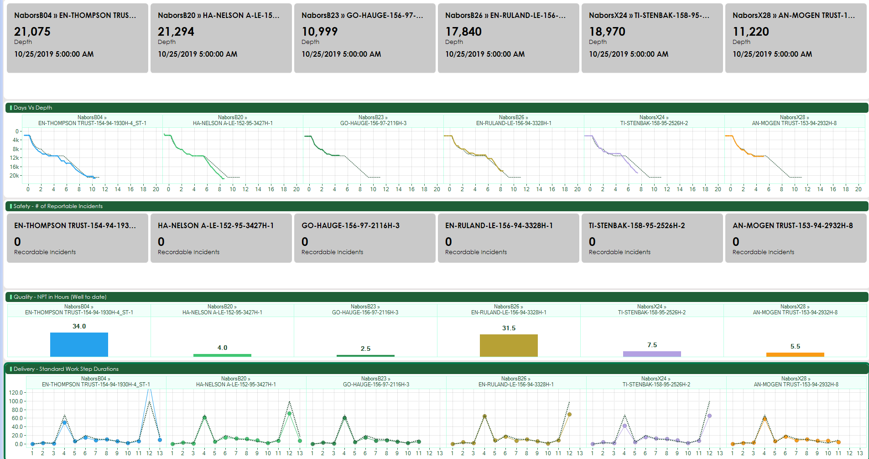 NaborsB04 » EN-THOMPSON TRUS... NaborsB20 » HA-NELSON A-LE-15... NaborsB23 » GO-HAUGE-156-97-... NaborsB26 » EN-RULAND-LE-156-... NaborsX24 » TI-STENBAK-158-95-... NaborsX28 » AN-MOGEN TRUST-1...
21,075 21,294 10,999 17,840 18,970 11,220
Depth Depth Depth Depth Depth Depth
10/25/2019 5:00:00 AM 10/25/2019 5:00:00 AM 10/25/2019 5:00:00 AM 10/25/2019 5:00:00 AM 10/25/2019 5:00:00 AM 10/25/2019 5:00:00 AM
Days Vs Depth
NaborsB04 » NaborsB20 » NaborsB23 » NaborsB26 » NaborsX24 » NaborsX28 »
EN-THOMPSON TRUST-154-94-1930H-4_ST-1 HA-NELSON A-LE-152-95-3427H-1 GO-HAUGE-156-97-2116H-3 EN-RULAND-LE-156-94-3328H-1 TI-STENBAK-158-95-2526H-2 AN-MOGEN TRUST-153-94-2932H-8
0
4k
8k
12k
16k
20k
0 2 4 6 8 10 12 14 16 18 20 0 2 4 6 8 10 12 14 16 18 20 0 2 4 6 8 10 12 14 16 18 20 0 2 4 6 8 10 12 14 16 18 20 0 2 4 6 8 10 12 14 16 18 20 0 2 4 6 8 10 12 14 16 18 20
Safety - # of Reportable Incidents
EN-THOMPSON TRUST-154-94-193... HA-NELSON A-LE-152-95-3427H-1 GO-HAUGE-156-97-2116H-3 EN-RULAND-LE-156-94-3328H-1 TI-STENBAK-158-95-2526H-2 AN-MOGEN TRUST-153-94-2932H-8
0 0 0 0 0 0
Recordable Incidents Recordable Incidents Recordable Incidents Recordable Incidents Recordable Incidents Recordable Incidents
Quality - NPT in Hours (Well to date)
NaborsB04 » NaborsB20 » NaborsB23 » NaborsB26 » NaborsX24 » NaborsX28 »
EN-THOMPSON TRUST-154-94-1930H-4_ST-1 HA-NELSON A-LE-152-95-3427H-1 GO-HAUGE-156-97-2116H-3 EN-RULAND-LE-156-94-3328H-1 TI-STENBAK-158-95-2526H-2 AN-MOGEN TRUST-153-94-2932H-8
34.0 4.0 2.5 31.5 7.5 5.5
Delivery - Standard Work Step Durations
NaborsB04 » NaborsB20 » NaborsB23 » NaborsB26 » NaborsX24 » NaborsX28 »
EN-THOMPSON TRUST-154-94-1930H-4_ST-1 HA-NELSON A-LE-152-95-3427H-1 GO-HAUGE-156-97-2116H-3 EN-RULAND-LE-156-94-3328H-1 TI-STENBAK-158-95-2526H-2 AN-MOGEN TRUST-153-94-2932H-8
120.0
100.0
80.0
60.0
40.0
20.0
0.0
1 2 3 4 5 6 7 8 9 10 11 12 13 1 2 3 4 5 6 7 8 9 10 11 12 13 1 2 3 4 5 6 7 8 9 10 11 12 13 1 2 3 4 5 6 7 8 9 10 11 12 13 1 2 3 4 5 6 7 8 9 10 11 12 13 1 2 3 4 5 6 7 8 9 10 11 12 13